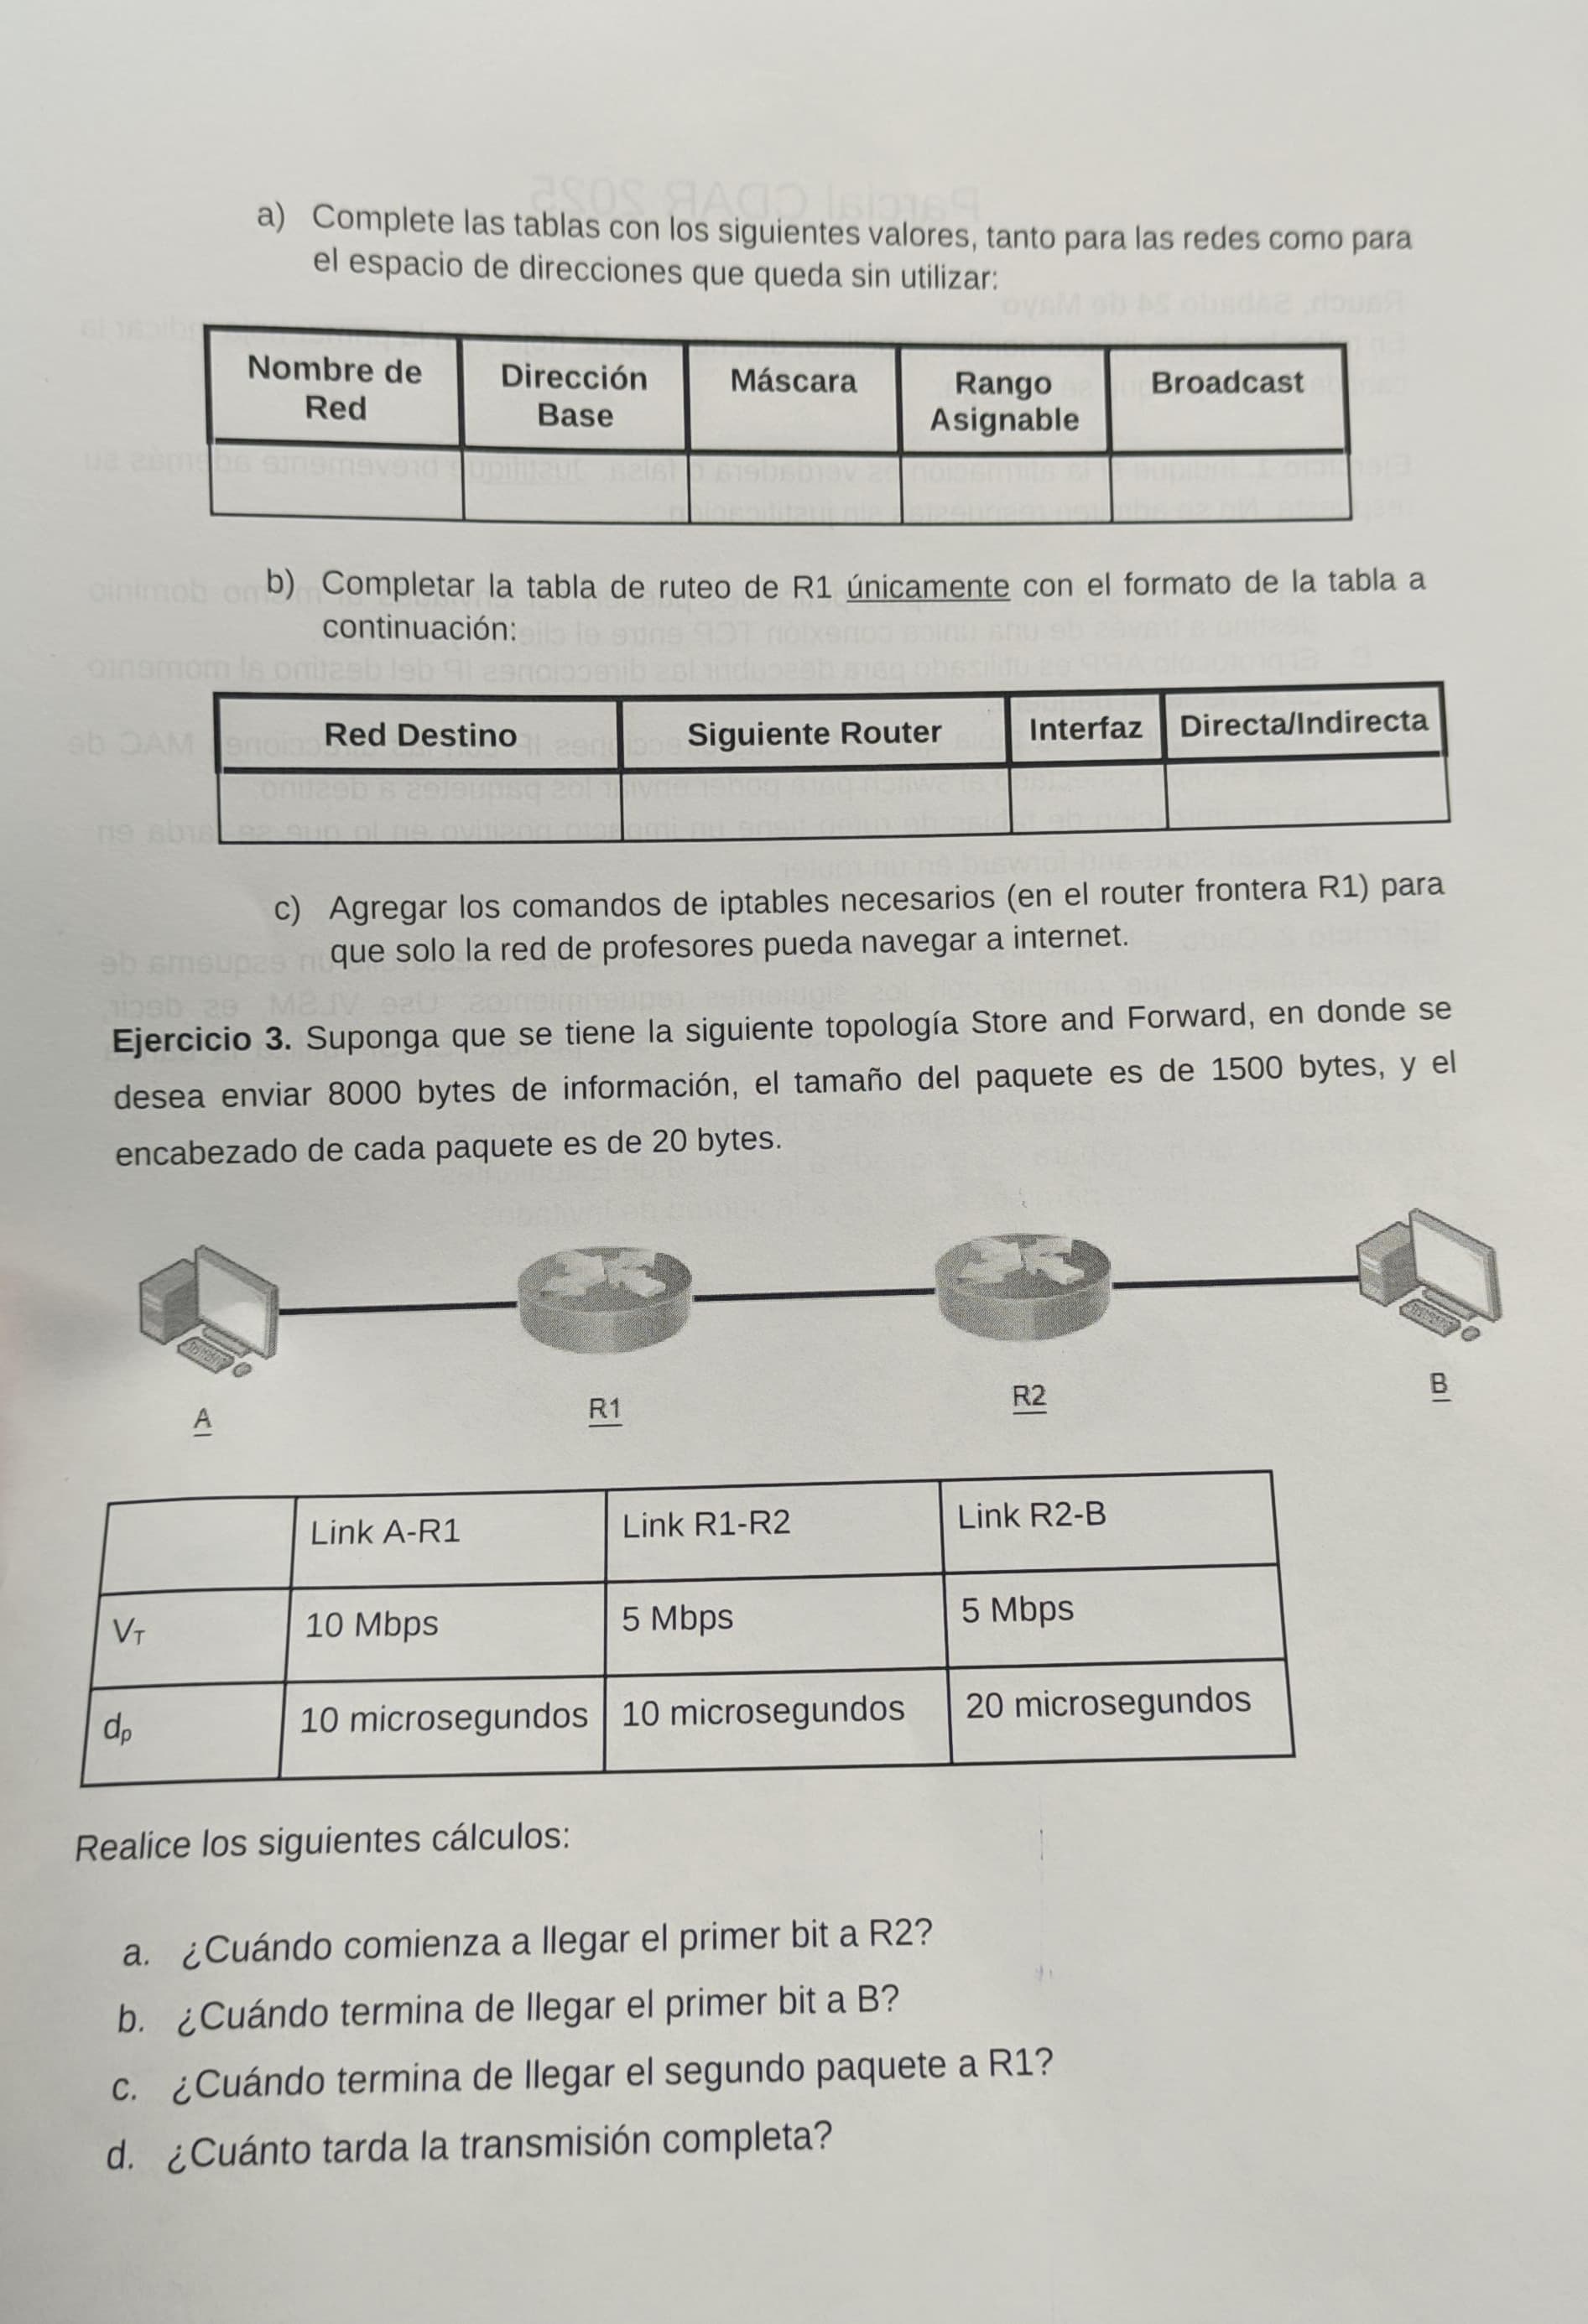 a) Complete las tablas con los siguientes valores, tanto para las redes como para
el espacio de direcciones que queda sin utilizar:
Nombre de Red	Dirección Base	Máscara	Rango Asignable	Broadcast
b) Completar la tabla de ruteo de R1 únicamente con el formato de la tabla a
continuación:
Red Destino	Siguiente Router	Interfaz	Directa/Indirecta
c) Agregar los comandos de iptables necesarios (en el router frontera R1) para
que solo la red de profesores pueda navegar a internet.
Ejercicio 3. Suponga que se tiene la siguiente topología Store and Forward, en donde se
desea enviar 8000 bytes de información, el tamaño del paquete es de 1500 bytes, y el
encabezado de cada paquete es de 20 bytes.
A	R1	R2	B
Link A-R1	Link R1-R2	Link R2-B
VT	10 Mbps	5 Mbps	5 Mbps
dp	10 microsegundos	10 microsegundos	20 microsegundos
Realice los siguientes cálculos:
a. ¿Cuándo comienza a llegar el primer bit a R2?
b. ¿Cuándo termina de llegar el primer bit a B?
c. ¿Cuándo termina de llegar el segundo paquete a R1?
d. ¿Cuánto tarda la transmisión completa?